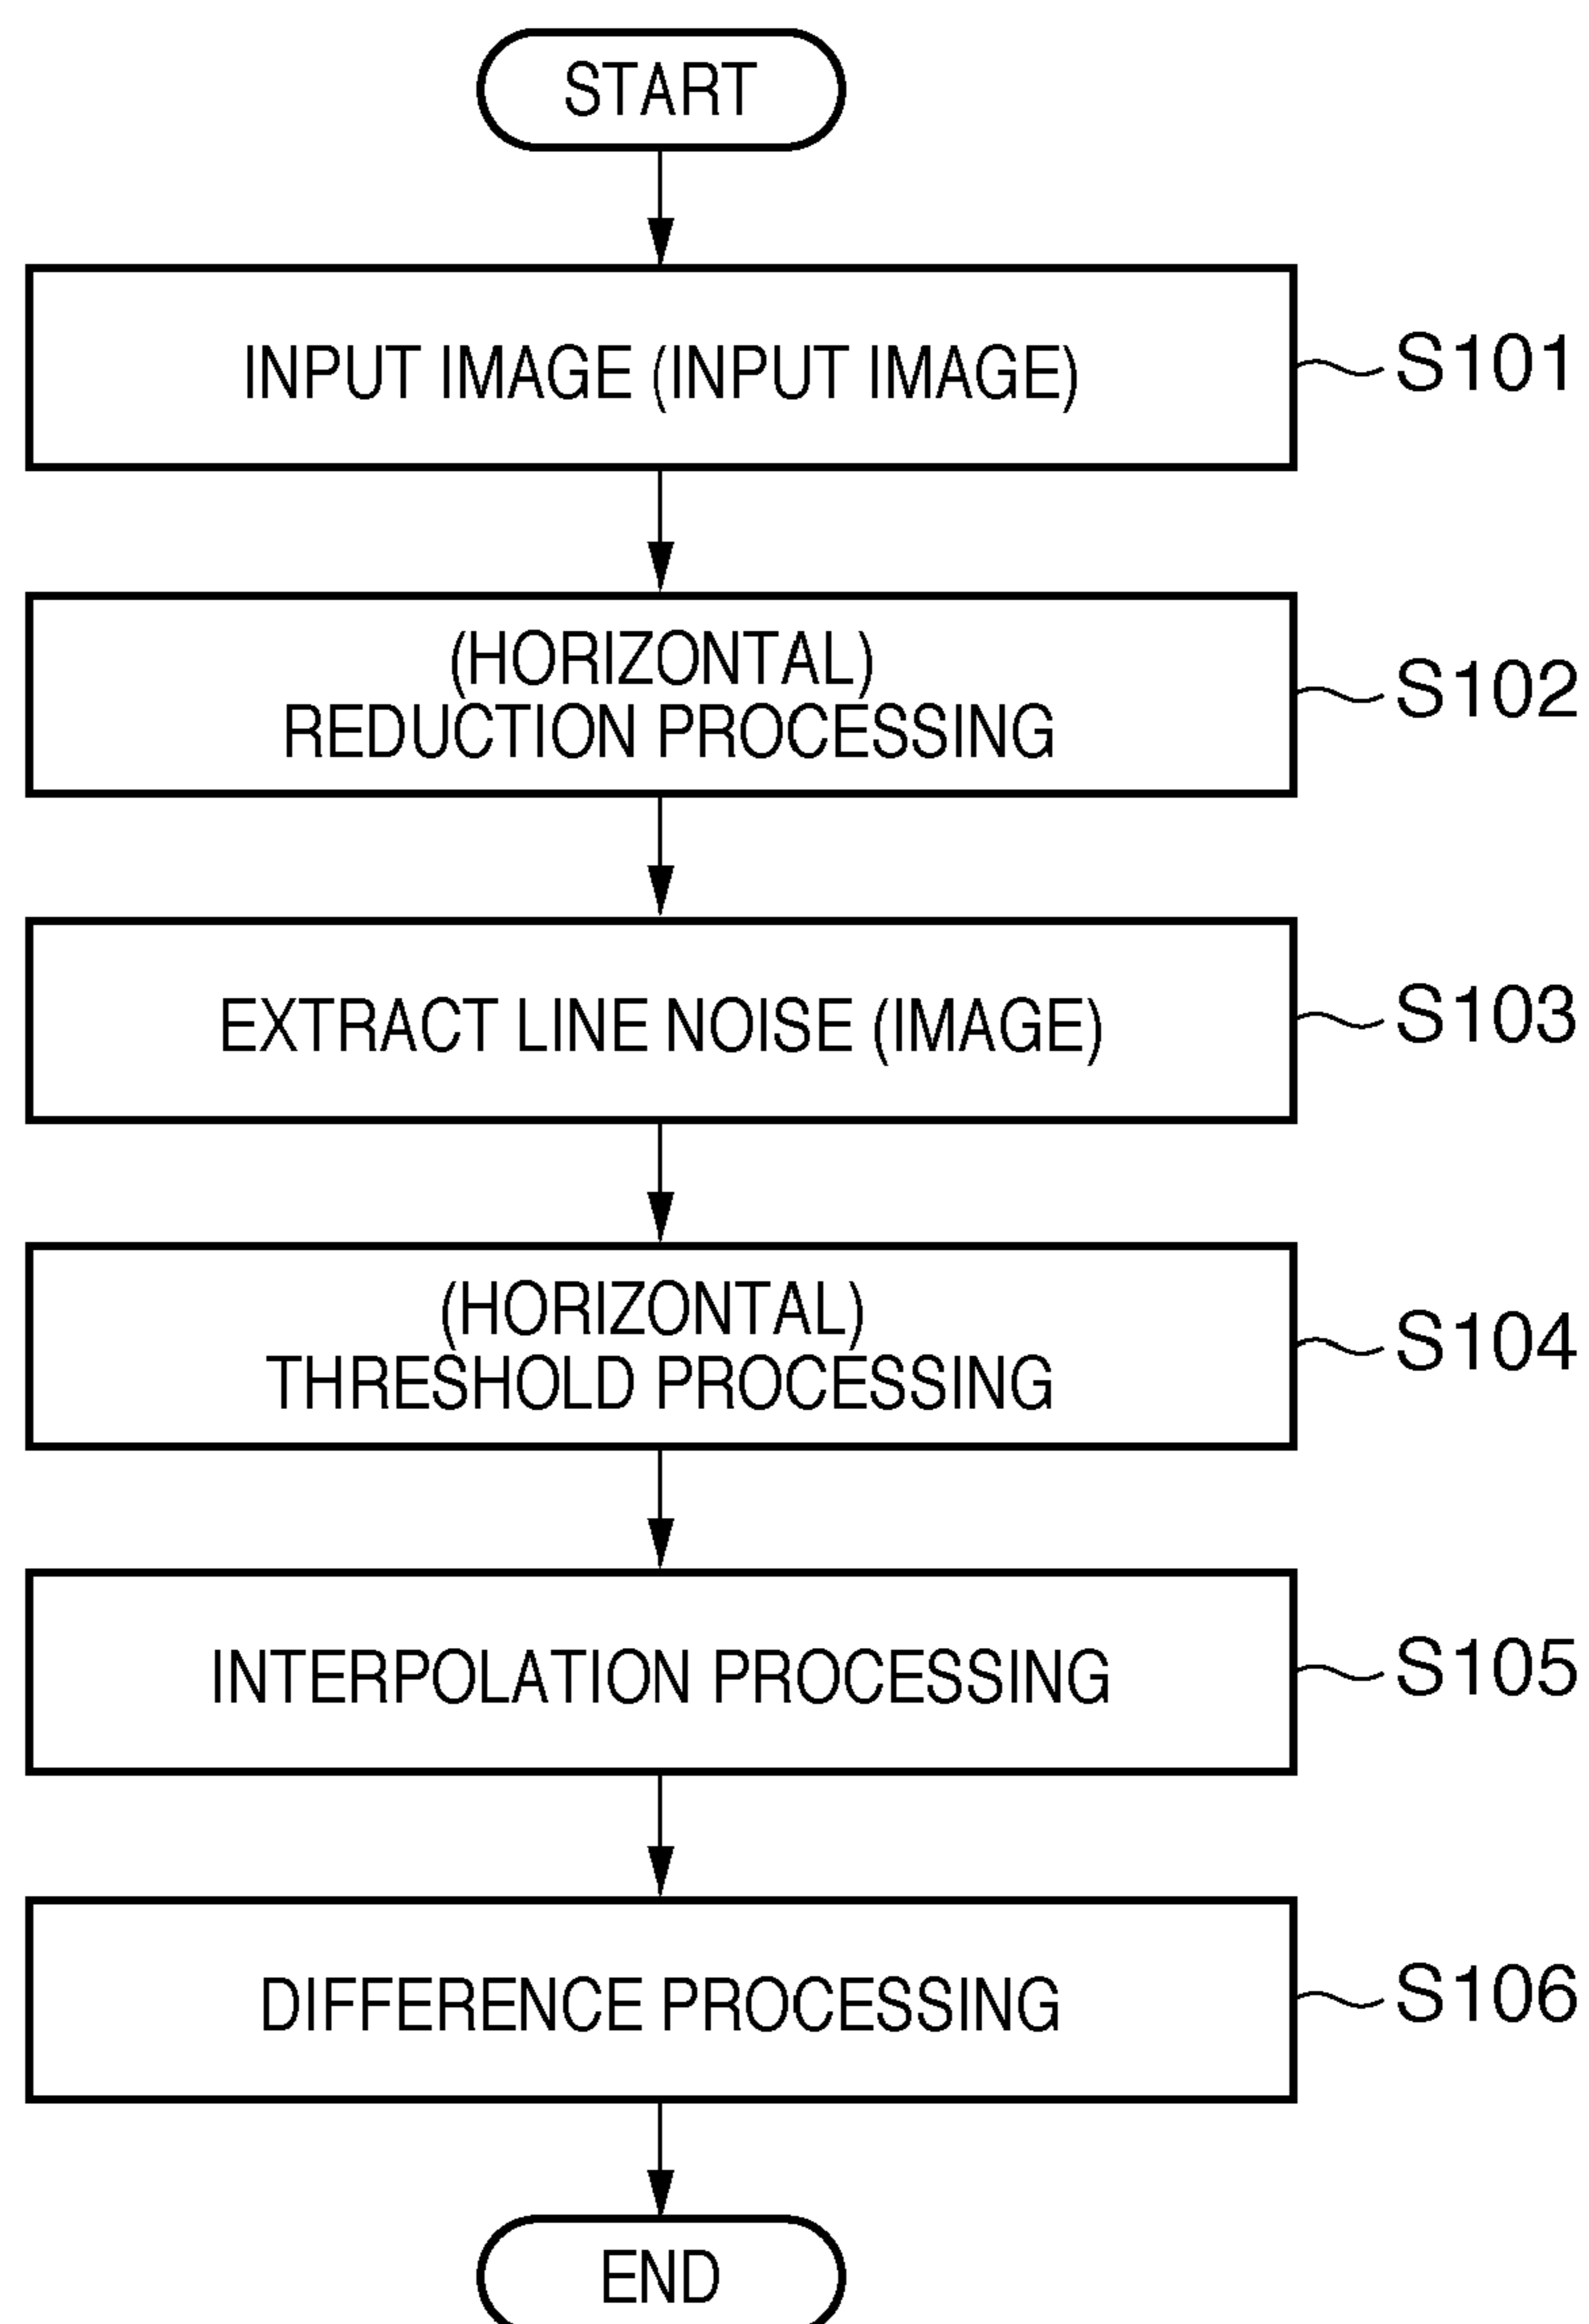 START
INPUT IMAGE (INPUT IMAGE)
S101
(HORIZONTAL)
REDUCTION PROCESSING
S102
EXTRACT LINE NOISE (IMAGE)
S103
(HORIZONTAL)
THRESHOLD PROCESSING
S104
INTERPOLATION PROCESSING
S105
DIFFERENCE PROCESSING
S106
END